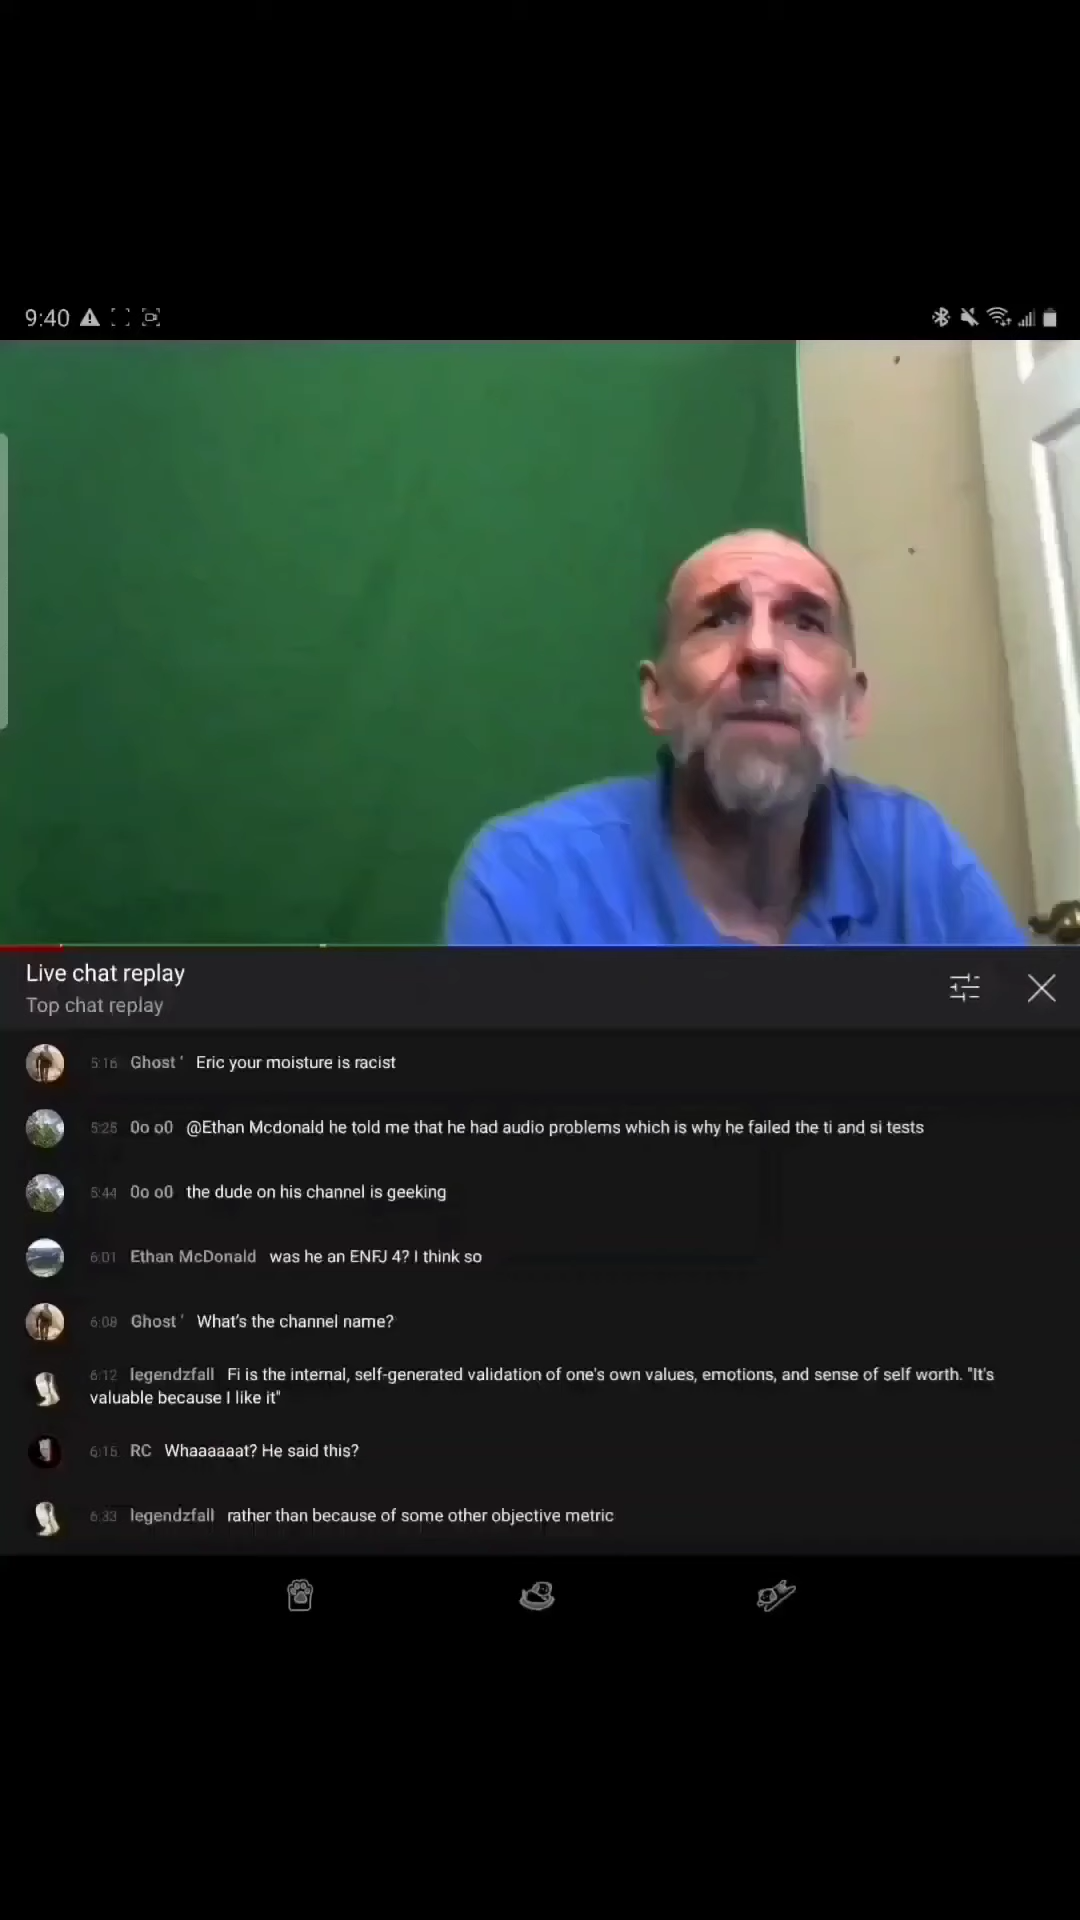 9:40
Live chat replay
Top chat replay
5:16 Ghost ' Eric your moisture is racist
5:25 0o o0 @Ethan Mcdonald he told me that he had audio problems which is why he failed the ti and si tests
5:44 0o o0 the dude on his channel is geeking
6:01 Ethan McDonald was he an ENFJ 4? I think so
6:08 Ghost ' What's the channel name?
6:12 legendzfall Fi is the internal, self-generated validation of one's own values, emotions, and sense of self worth. "It's
valuable because I like it"
6:15 RC Whaaaaaat? He said this?
6:33 legendzfall rather than because of some other objective metric